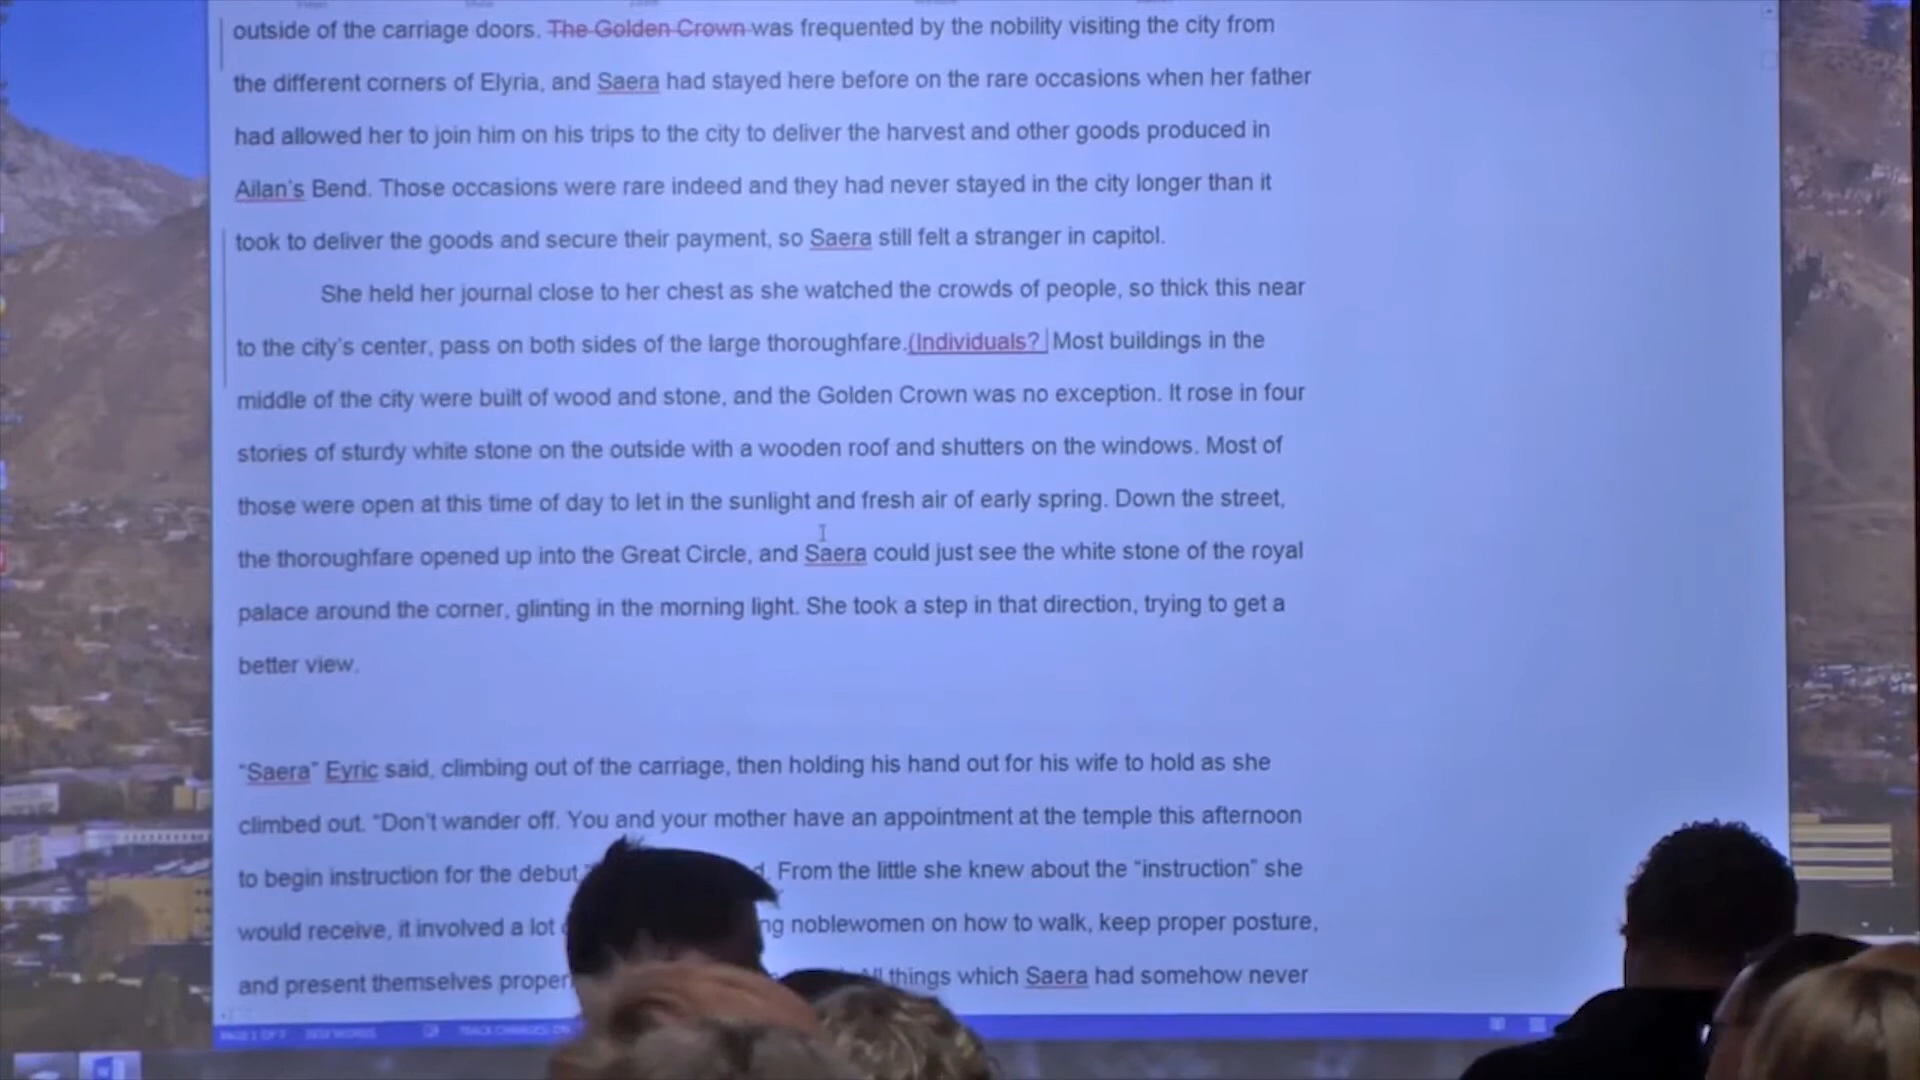 outside of the carriage doors. The Golden Crown was frequented by the nobility visiting the city from
the different corners of Elyria, and Saera had stayed here before on the rare occasions when her father
had allowed her to join him on his trips to the city to deliver the harvest and other goods produced in
Ailan's Bend. Those occasions were rare indeed and they had never stayed in the city longer than it
took to deliver the goods and secure their payment, so Saera still felt a stranger in capitol.
She held her journal close to her chest as she watched the crowds of people, so thick this near
to the city's center, pass on both sides of the large thoroughfare.(Individuals? Most buildings in the
middle of the city were built of wood and stone, and the Golden Crown was no exception. It rose in four
stories of sturdy white stone on the outside with a wooden roof and shutters on the windows. Most of
those were open at this time of day to let in the sunlight and fresh air of early spring. Down the street,
the thoroughfare opened up into the Great Circle, and Saera could just see the white stone of the royal
palace around the corner, glinting in the morning light. She took a step in that direction, trying to get a
better view.
"Saera" Eyric said, climbing out of the carriage, then holding his hand out for his wife to hold as she
climbed out. "Don't wander off. You and your mother have an appointment at the temple this afternoon
to begin instruction for the debut From the little she knew about the "instruction" she
would receive, it involved a lot noblewomen on how to walk, keep proper posture,
and present themselves things which Saera had somehow never